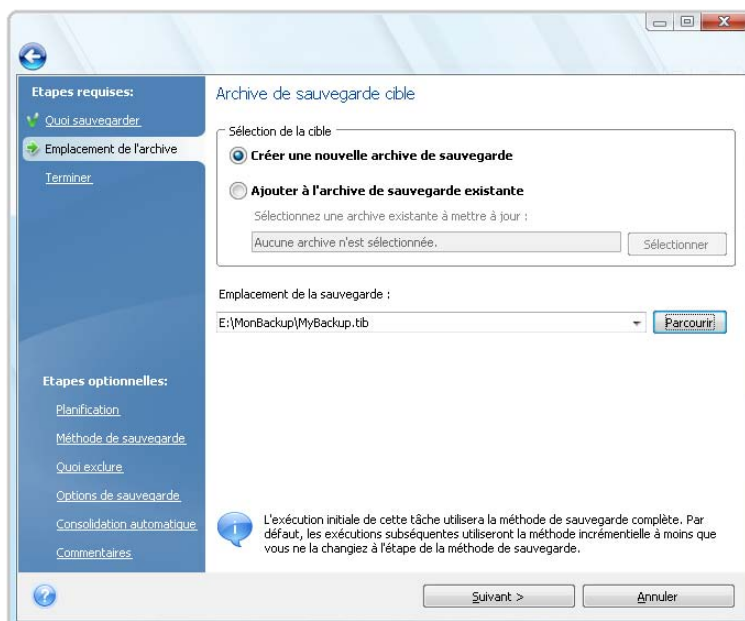 Etapes requises:
Quoi sauvegarder
Emplacement de l'archive
Terminer
Etapes optionnelles:
Planification
Méthode de sauvegarde
Quoi exclure
Options de sauvegarde
Consolidation automatique
Commentaires
Archive de sauvegarde cible
Sélection de la cible
Créer une nouvelle archive de sauvegarde
Ajouter à l'archive de sauvegarde existante
Sélectionnez une archive existante à mettre à jour :
Aucune archive n'est sélectionnée.
Sélectionner
Emplacement de la sauvegarde :
E:\MonBackup\MyBackup.tib
Parcourir
L'exécution initiale de cette tâche utilisera la méthode de sauvegarde complète. Par
défaut, les exécutions subséquentes utiliseront la méthode incrémentielle à moins que
vous ne la changiez à l'étape de la méthode de sauvegarde.
Suivant >
Annuler